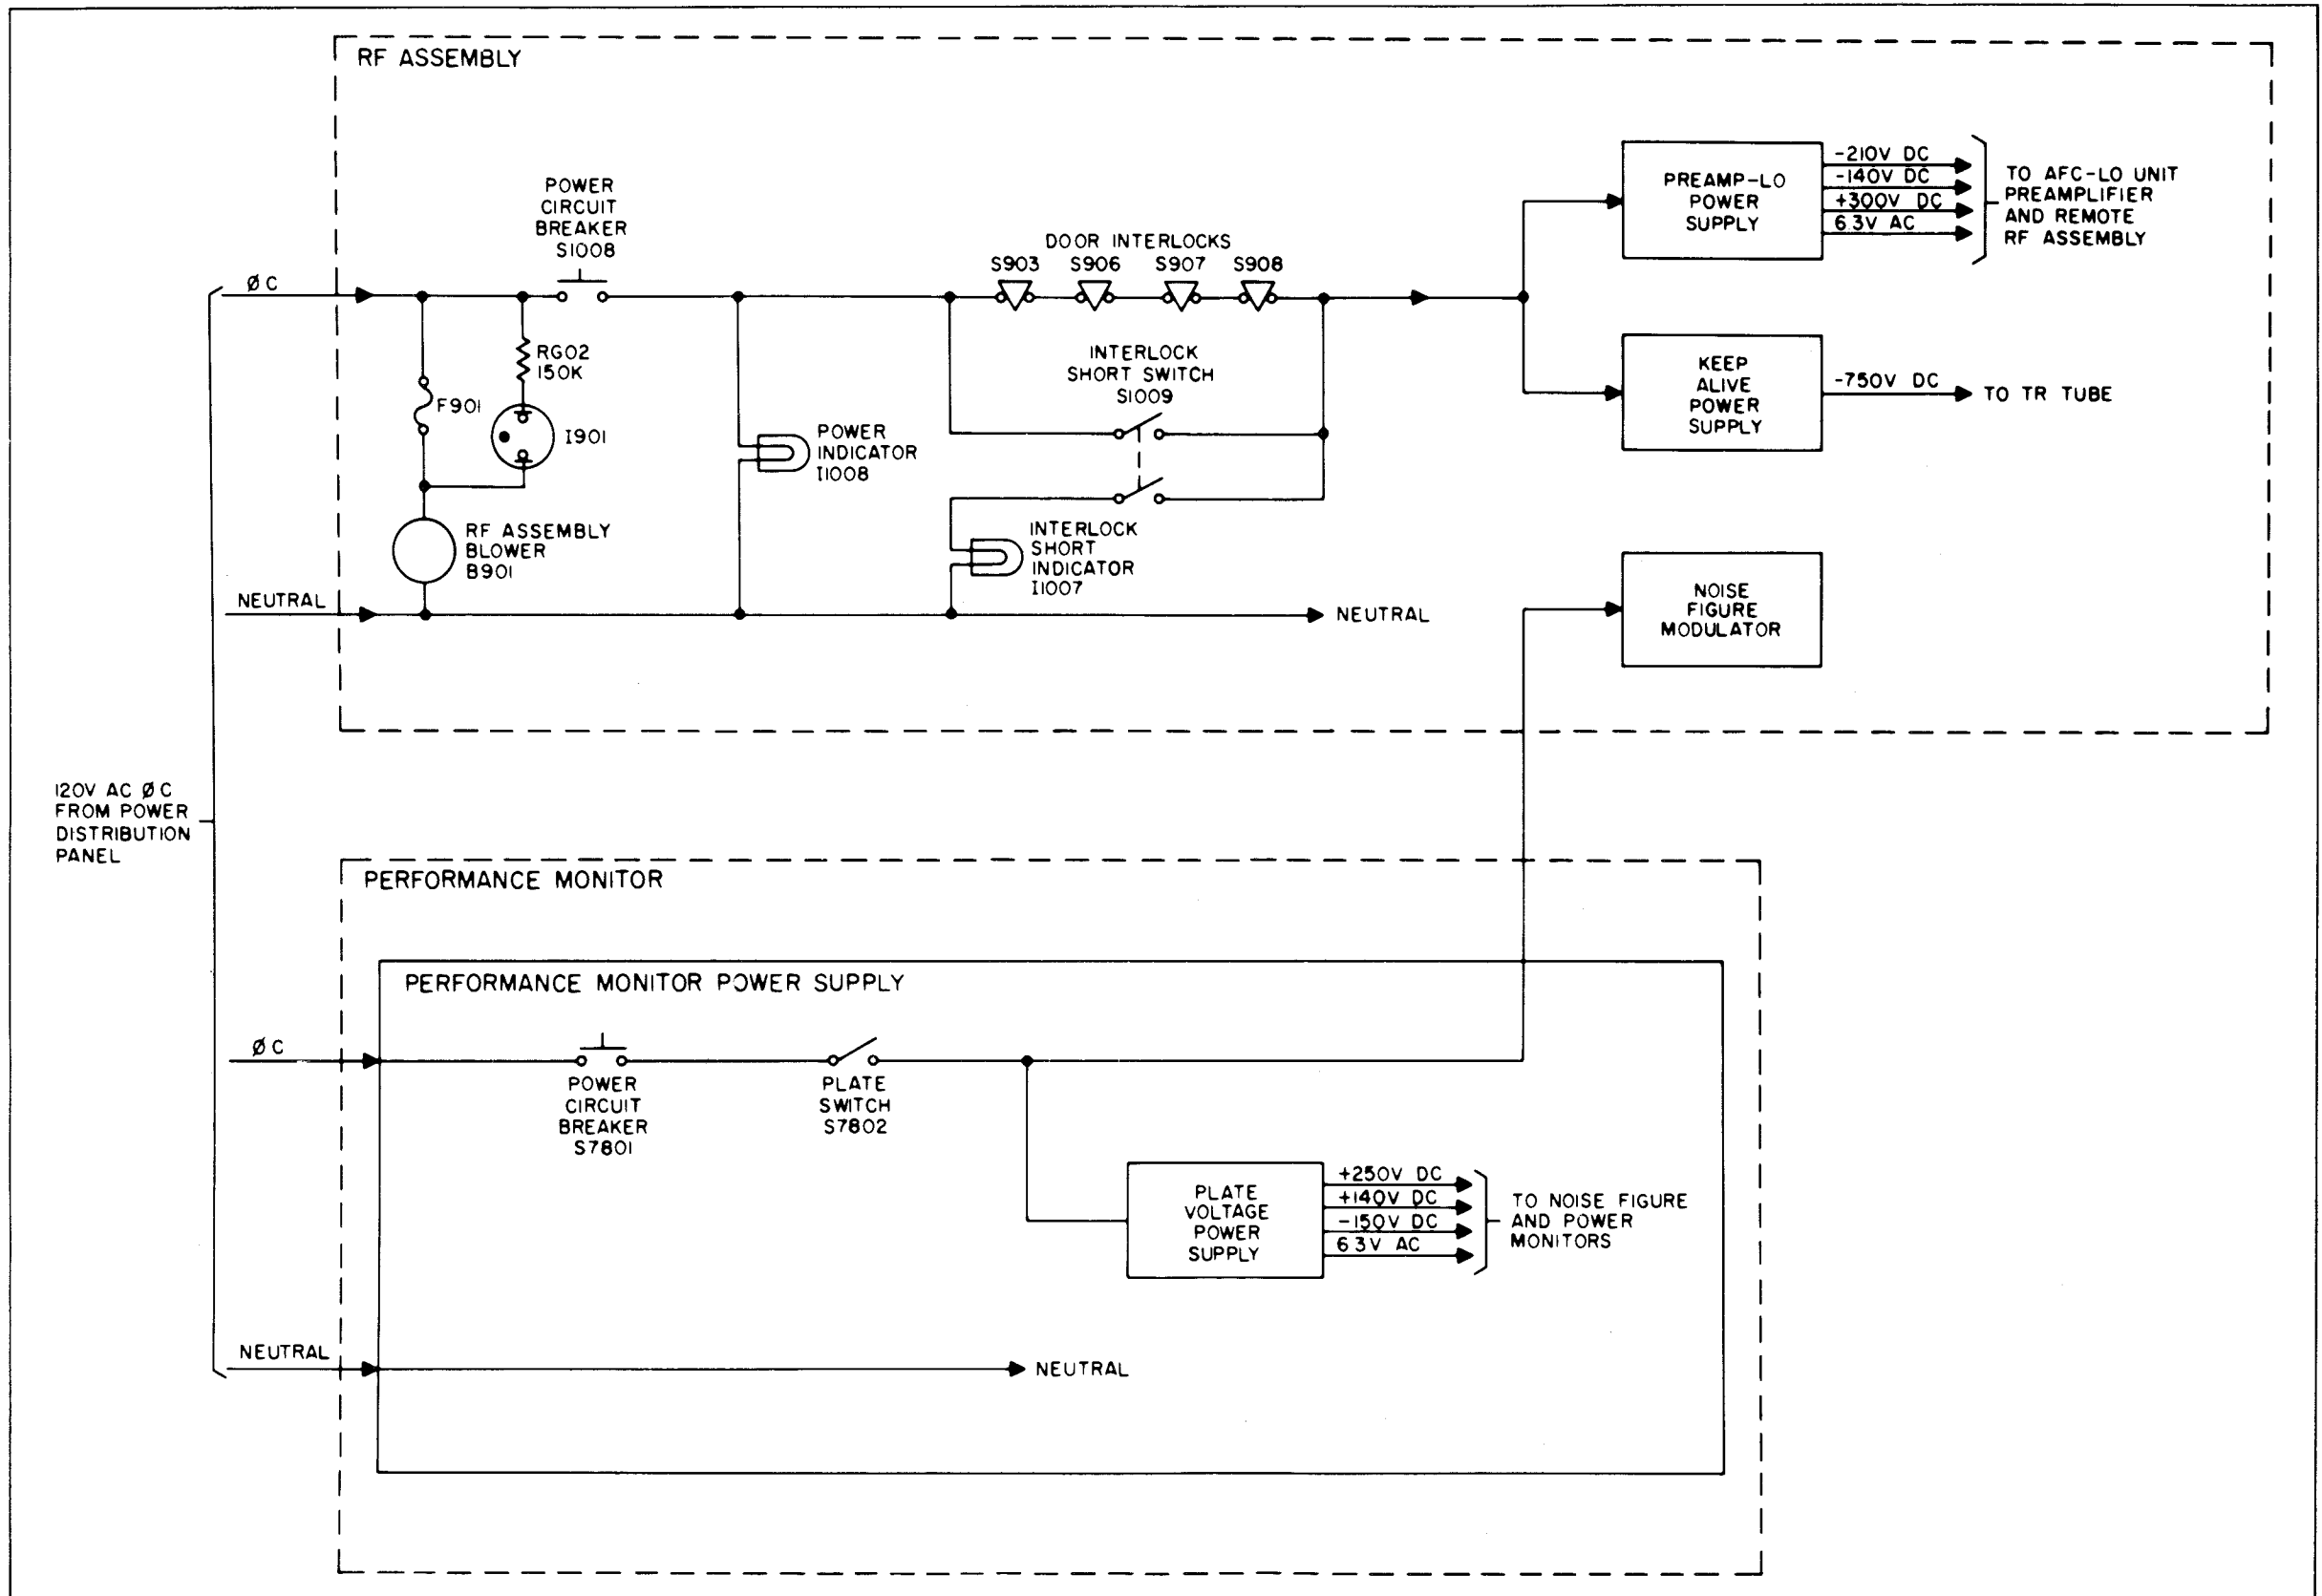 RF ASSEMBLY
POWER
CIRCUIT
BREAKER
S1008
ØC
RG02
150K
F901
I901
RF ASSEMBLY
BLOWER
B901
NEUTRAL
POWER
INDICATOR
I1008
DOOR INTERLOCKS
S903 S906 S907 S908
INTERLOCK
SHORT SWITCH
S1009
INTERLOCK
SHORT
INDICATOR
I1007
NEUTRAL
PREAMP-LO
POWER
SUPPLY
-210V DC
-140V DC
+300V DC
6.3V AC
TO AFC-LO UNIT
PREAMPLIFIER
AND REMOTE
RF ASSEMBLY
KEEP
ALIVE
POWER
SUPPLY
-750V DC
TO TR TUBE
NOISE
FIGURE
MODULATOR
120V AC ØC
FROM POWER
DISTRIBUTION
PANEL
PERFORMANCE MONITOR
PERFORMANCE MONITOR POWER SUPPLY
ØC
POWER
CIRCUIT
BREAKER
S7801
PLATE
SWITCH
S7802
PLATE
VOLTAGE
POWER
SUPPLY
+250V DC
+140V DC
-150V DC
6.3V AC
TO NOISE FIGURE
AND POWER
MONITORS
NEUTRAL
NEUTRAL